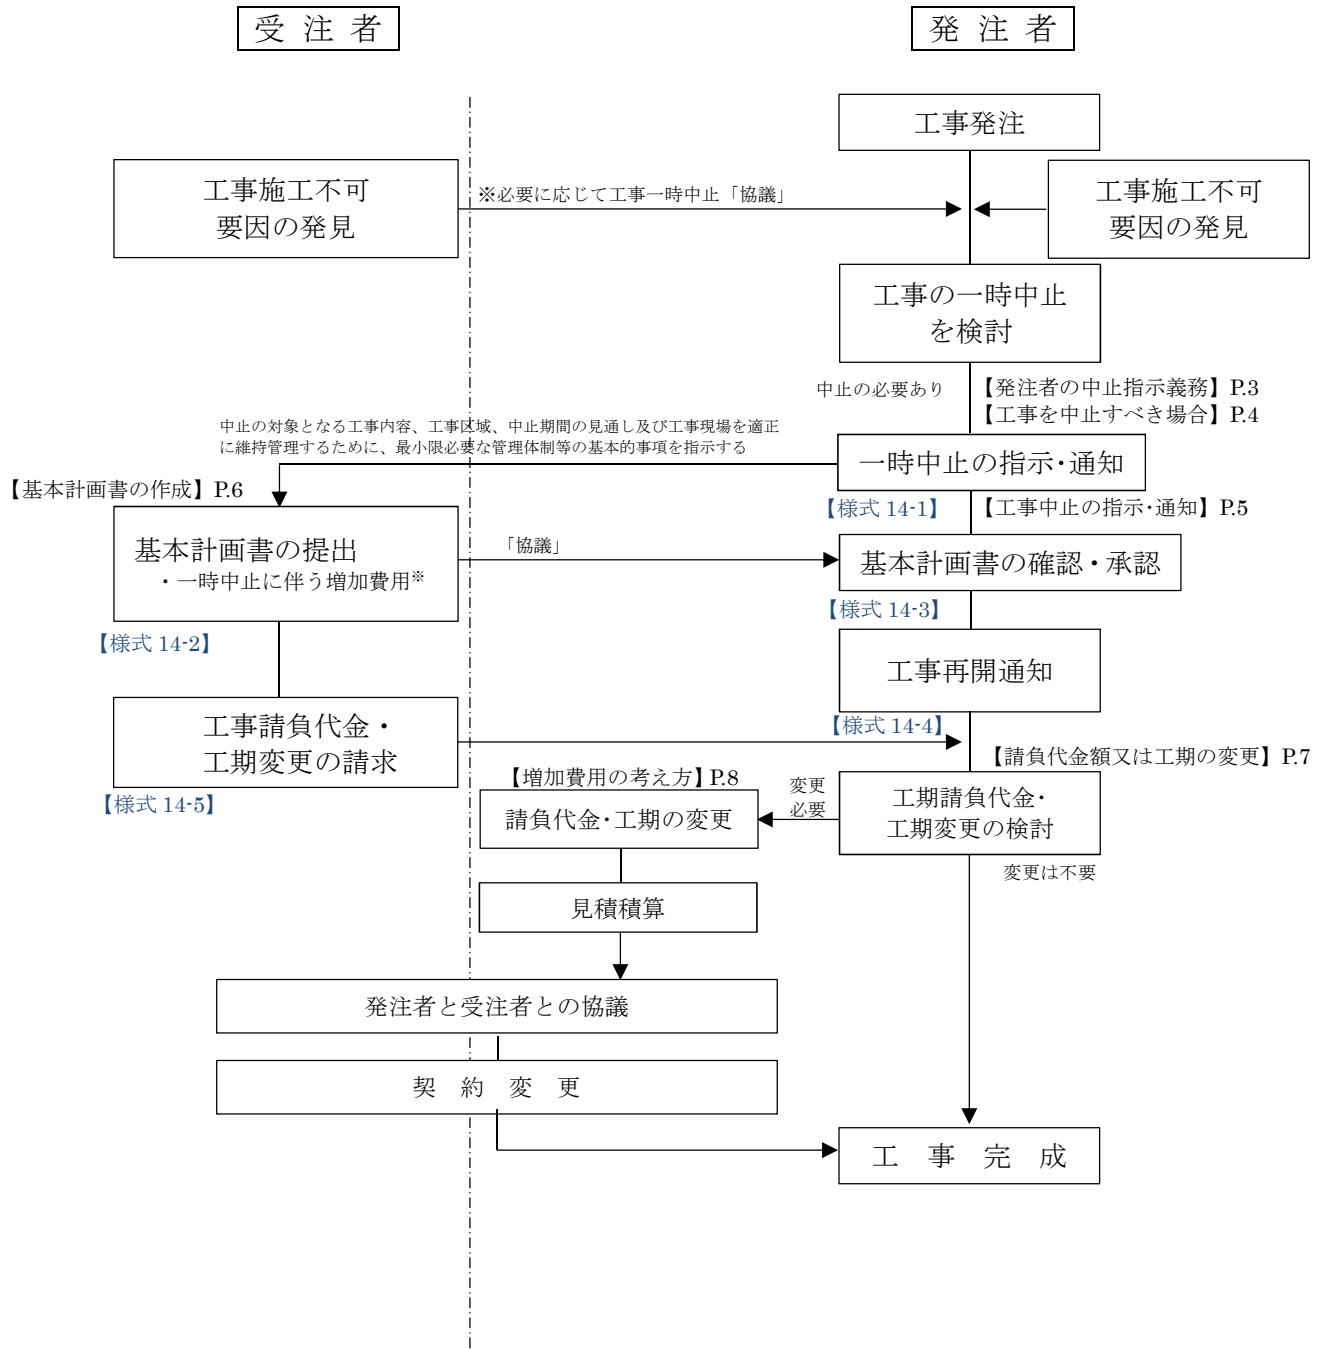 受 注 者
発 注 者
工事発注
工事施工不可
要因の発見
※必要に応じて工事一時中止「協議」
工事施工不可
要因の発見
工事の一時中止
を検討
中止の必要あり
【発注者の中止指示義務】P.3
【工事を中止すべき場合】P.4
中止の対象となる工事内容、工事区域、中止期間の見通し及び工事現場を適正
に維持管理するために、最小限必要な管理体制等の基本的事項を指示する
一時中止の指示・通知
【基本計画書の作成】P.6
【様式 14-1】
【工事中止の指示・通知】P.5
基本計画書の提出
・一時中止に伴う増加費用※
「協議」
基本計画書の確認・承認
【様式 14-3】
【様式 14-2】
工事再開通知
工事請負代金・
工期変更の請求
【様式 14-4】
【請負代金額又は工期の変更】P.7
【様式 14-5】
【増加費用の考え方】P.8
変更
必要
請負代金・工期の変更
工期請負代金・
工期変更の検討
変更は不要
見積積算
発注者と受注者との協議
契 約 変 更
工 事 完 成